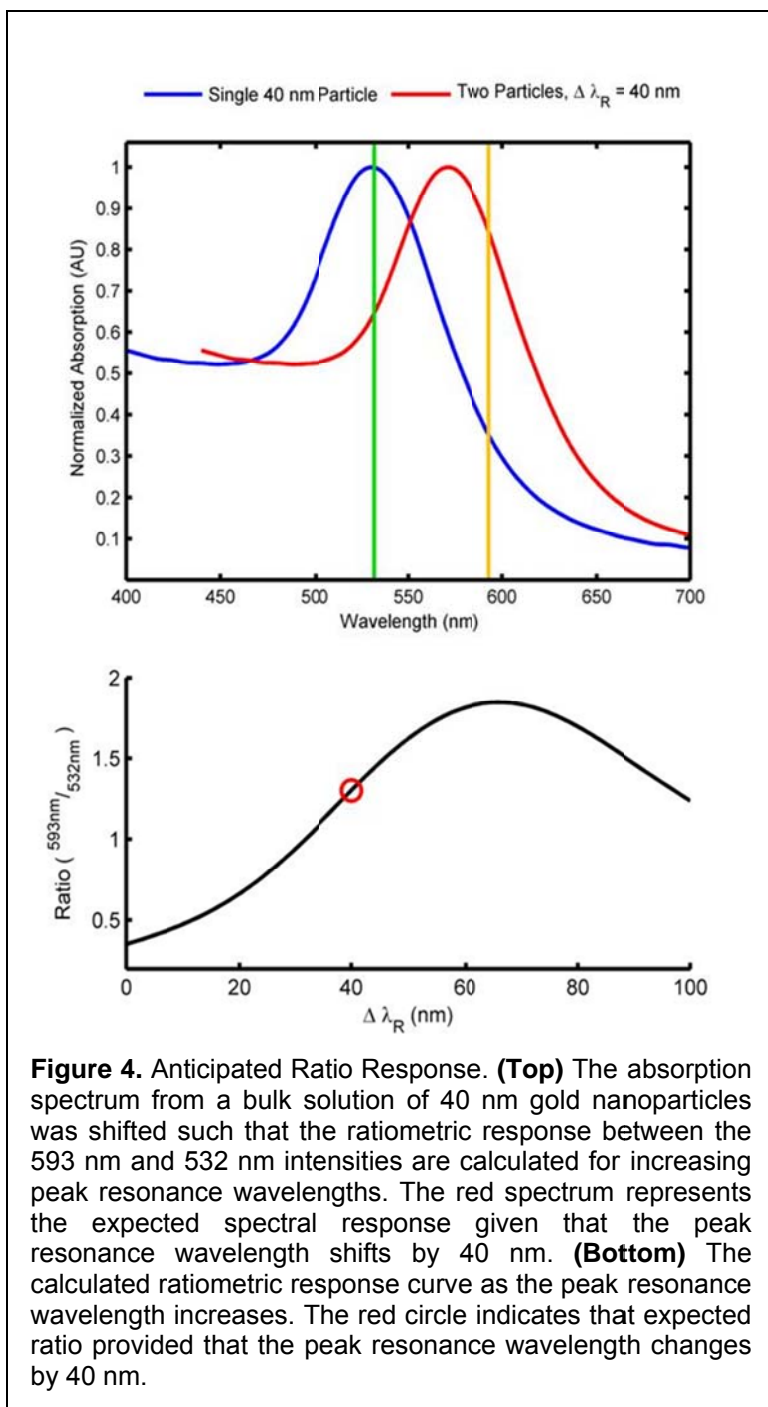 Single 40 nm Particle
Two Particles, Δ λR = 40 nm
1
0.9
0.8
0.7
0.6
0.5
0.4
0.3
0.2
0.1
Normalized Absorption (AU)
400
450
500
550
600
650
700
Wavelength (nm)
2
1.5
1
0.5
Ratio ( 593nm/532nm )
0
20
40
60
80
100
Δ λR (nm)
Figure 4. Anticipated Ratio Response. (Top) The absorption
spectrum from a bulk solution of 40 nm gold nanoparticles
was shifted such that the ratiometric response between the
593 nm and 532 nm intensities are calculated for increasing
peak resonance wavelengths. The red spectrum represents
the expected spectral response given that the peak
resonance wavelength shifts by 40 nm. (Bottom) The
calculated ratiometric response curve as the peak resonance
wavelength increases. The red circle indicates that expected
ratio provided that the peak resonance wavelength changes
by 40 nm.